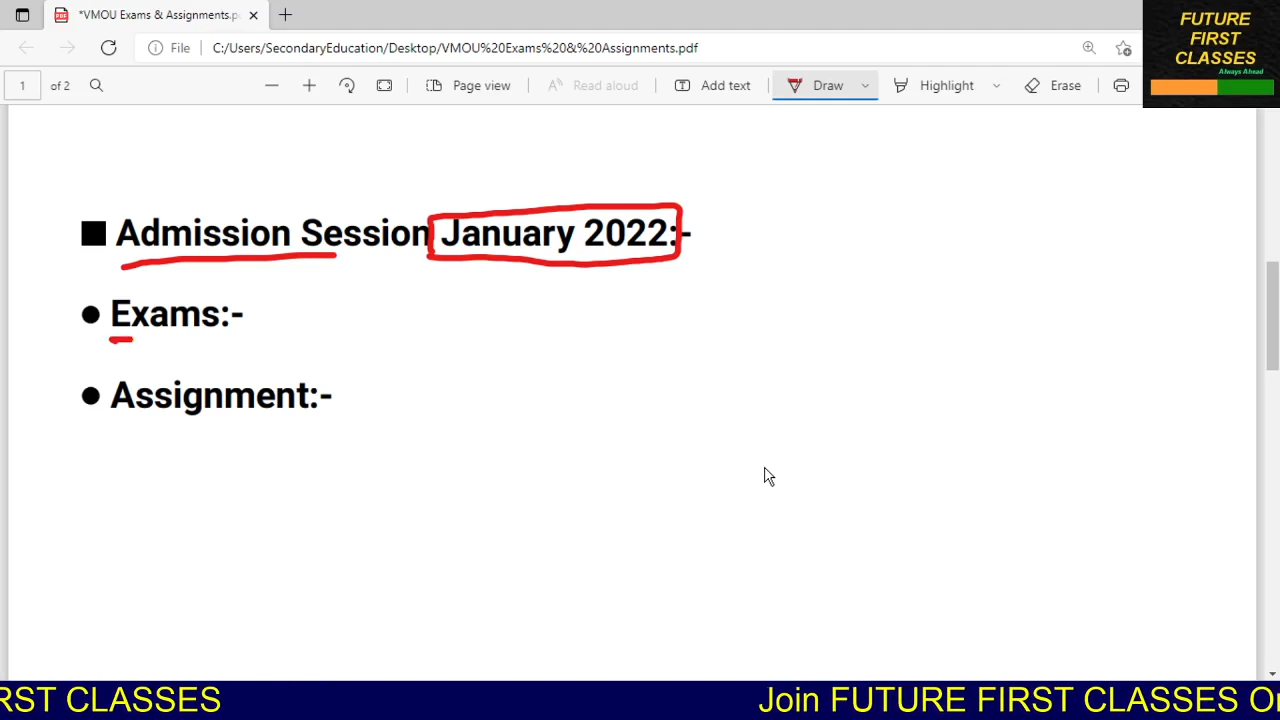 *VMOU Exams & Assignments.p
File C:/Users/SecondaryEducation/Desktop/VMOU%20Exams%20&%20Assignments.pdf
1 of 2 Page view Read aloud Add text Draw Highlight Erase
FUTURE
FIRST
CLASSES
Always Ahead
■ Admission Session January 2022:-
● Exams:-
● Assignment:-
RST CLASSES Join FUTURE FIRST CLASSES